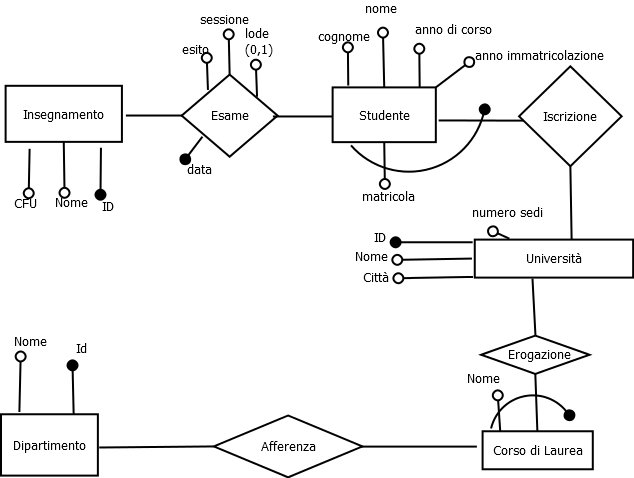 nome
sessione
lode
(0,1)
anno di corso
cognome
esito
anno immatricolazione
Insegnamento
Esame
Studente
Iscrizione
data
matricola
CFU
Nome
ID
numero sedi
ID
Nome
Città
Università
Nome
Id
Erogazione
Nome
Dipartimento
Afferenza
Corso di Laurea